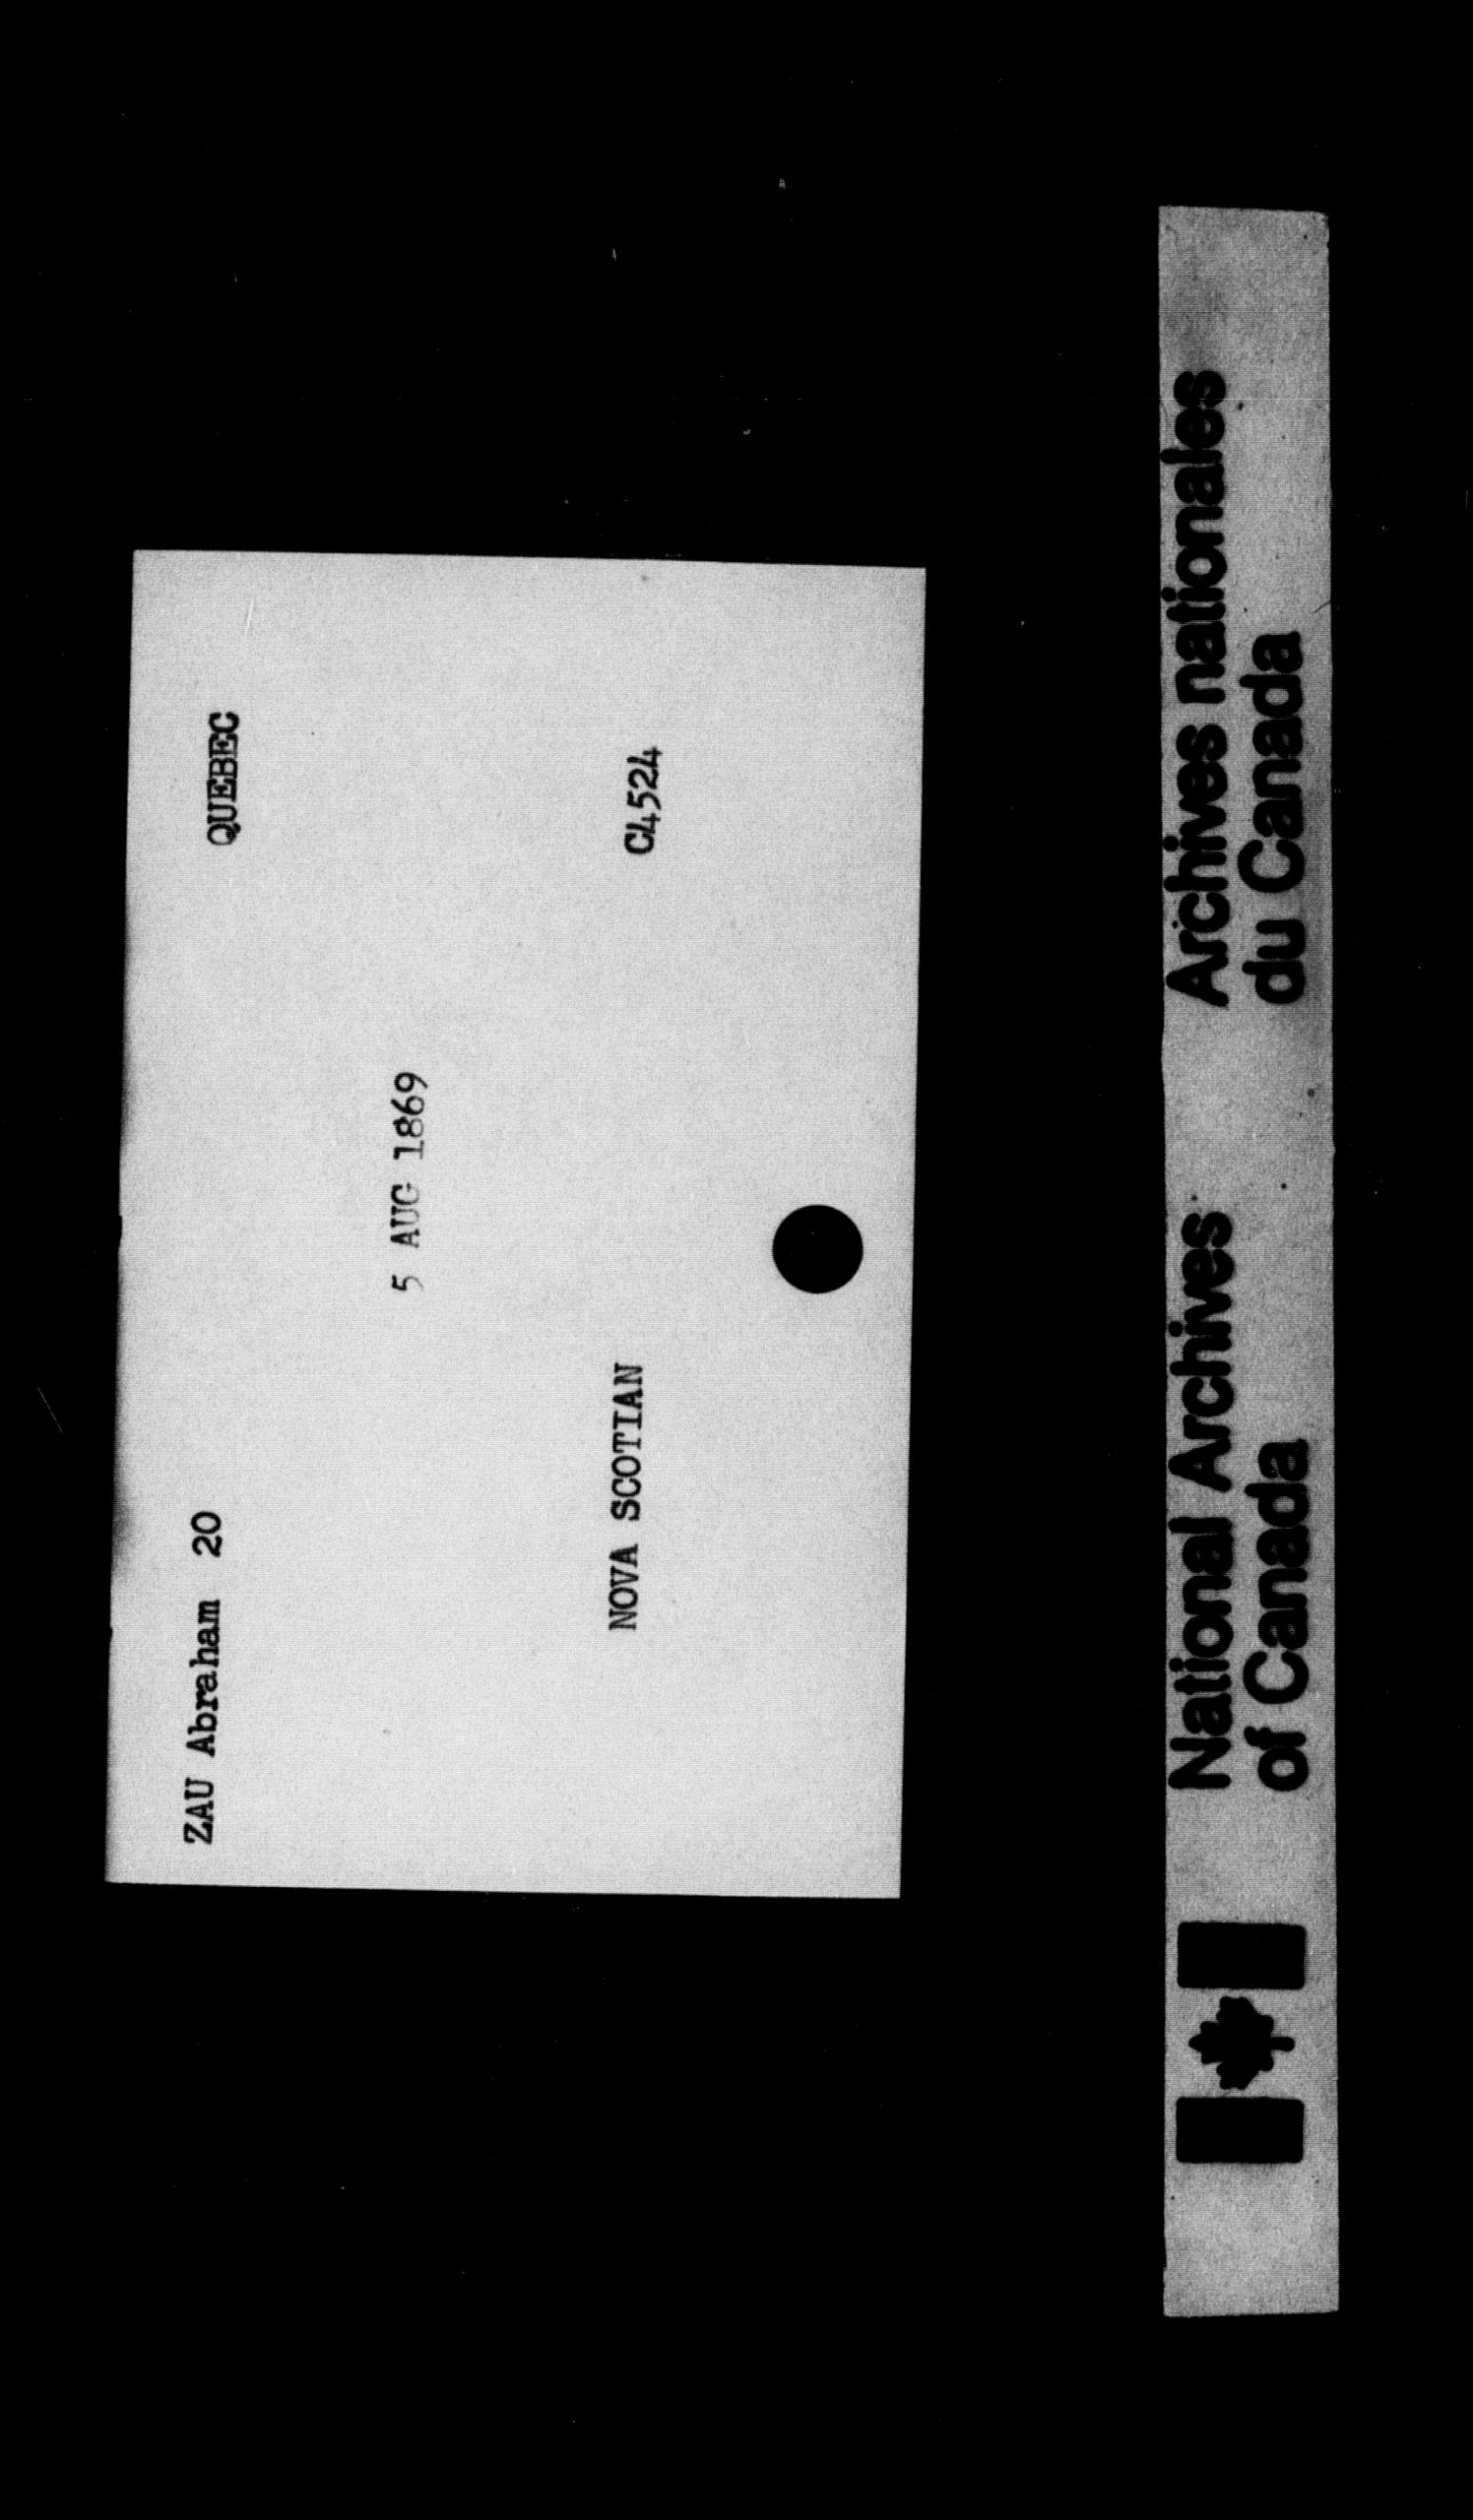 ZAU Abraham 20 QUEBEC
5 AUG 1869
NOVA SCOTIAN C4524
National Archives of Canada
Archives nationales du Canada